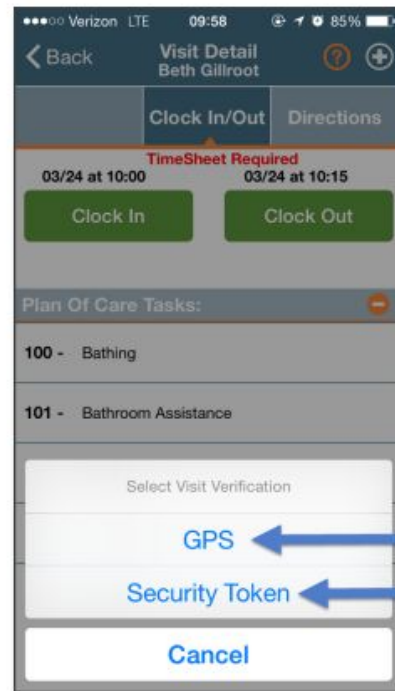 Verizon LTE 09:58 85%
Back Visit Detail
Beth Gillroot
Clock In/Out Directions
TimeSheet Required
03/24 at 10:00 03/24 at 10:15
Clock In Clock Out
Plan Of Care Tasks:
100 - Bathing
101 - Bathroom Assistance
Select Visit Verification
GPS
Security Token
Cancel